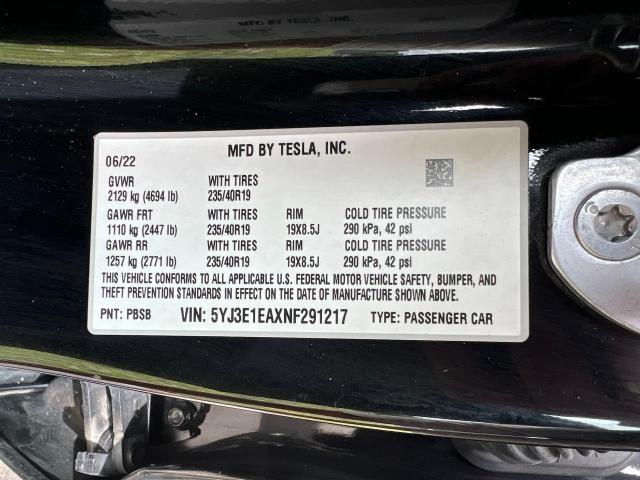 MFD BY TESLA, INC.
06/22
GVWR WITH TIRES
2129 kg (4694 lb) 235/40R19
GAWR FRT WITH TIRES RIM COLD TIRE PRESSURE
1110 kg (2447 lb) 235/40R19 19X8.5J 290 kPa, 42 psi
GAWR RR WITH TIRES RIM COLD TIRE PRESSURE
1257 kg (2771 lb) 235/40R19 19X8.5J 290 kPa, 42 psi
THIS VEHICLE CONFORMS TO ALL APPLICABLE U.S. FEDERAL MOTOR VEHICLE SAFETY, BUMPER, AND
THEFT PREVENTION STANDARDS IN EFFECT ON THE DATE OF MANUFACTURE SHOWN ABOVE.
PNT: PBSB VIN: 5YJ3E1EAXNF291217 TYPE: PASSENGER CAR